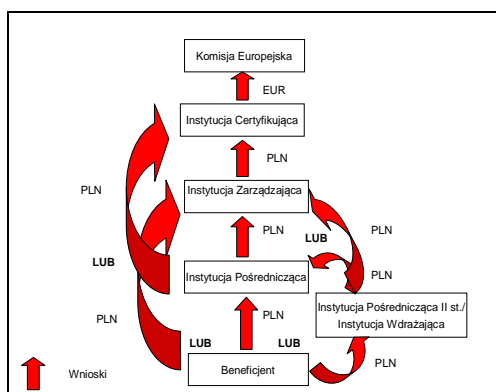 Komisja Europejska
EUR
Instytucja Certyfikująca
PLN
PLN
Instytucja Zarządzająca
PLN
PLN
LUB
LUB
PLN
Instytucja Pośrednicząca
PLN
PLN
Instytucja Pośrednicząca II st./
Instytucja Wdrażająca
LUB
LUB
PLN
Beneficjent
Wnioski